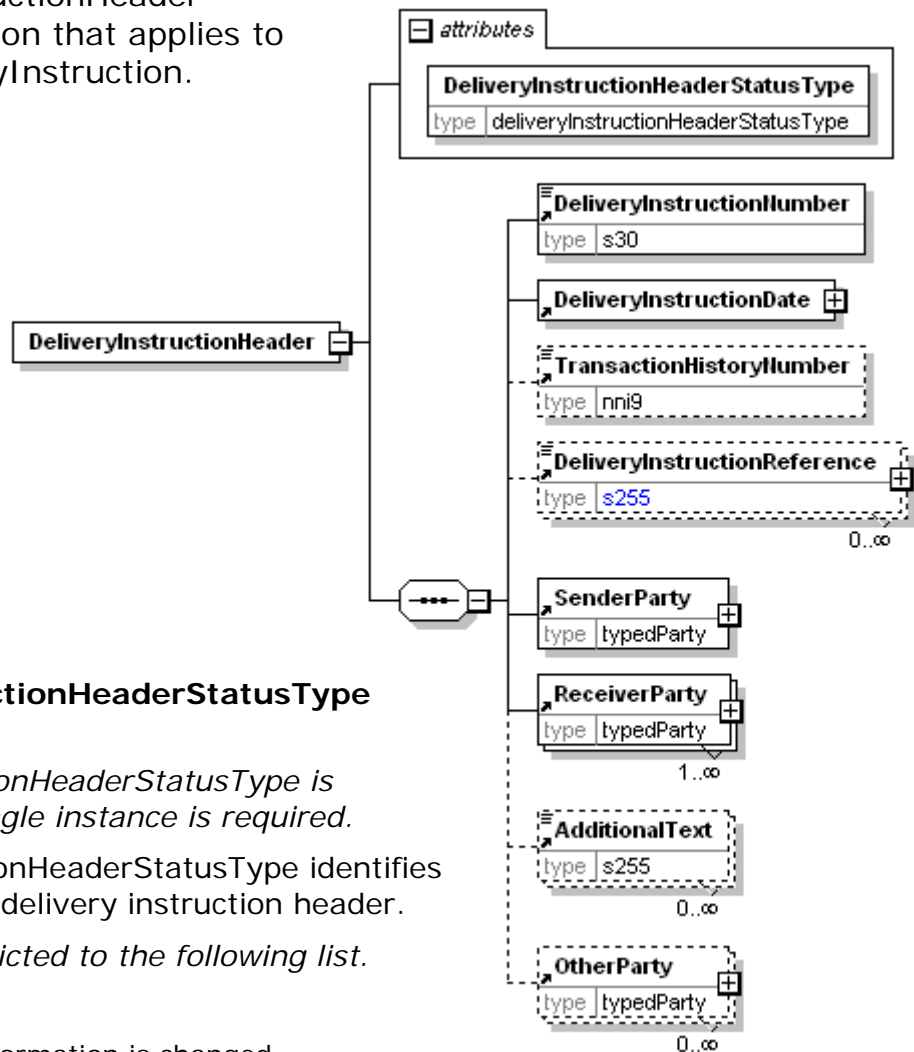 on that applies to
yInstruction.
attributes
DeliveryInstructionHeaderStatusType
type deliveryInstructionHeaderStatusType
DeliveryInstructionNumber
type s30
DeliveryInstructionDate
DeliveryInstructionHeader
TransactionHistoryNumber
type nni9
DeliveryInstructionReference
type s255
0..∞
SenderParty
type typedParty
ctionHeaderStatusType
ReceiverParty
type typedParty
1..∞
onHeaderStatusType is
gle instance is required.
AdditionalText
type s255
0..∞
onHeaderStatusType identifies
delivery instruction header.
icted to the following list.
OtherParty
type typedParty
0..∞